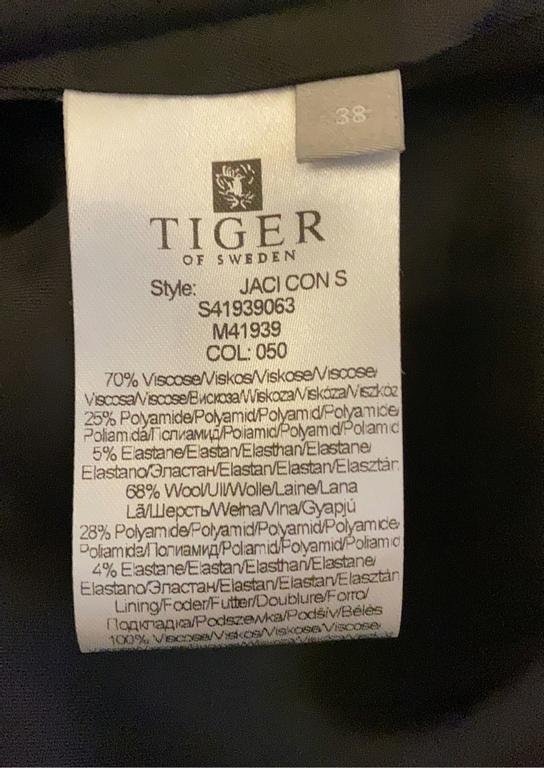 38
TIGER
OF SWEDEN
Style: JACI CON S
S41939063
M41939
COL: 050
70% Viscose/Viskos/Viskose/Viscose/
Viscosa/Viscose/Вискоза/Wiskoza/Viskóza/Viszkóz
25% Polyamide/Polyamid/Polyamid/Polyamide/
Poliamida/Полиамид/Poliamid/Polyamid/Poliamid
5% Elastane/Elastan/Elasthan/Elastane/
Elastano/Эластан/Elastan/Elastan/Elasztán
68% Wool/Ull/Wolle/Laine/Lana
Lã/Шерсть/Wełna/Vlna/Gyapjú
28% Polyamide/Polyamid/Polyamid/Polyamide/
Poliamida/Полиамид/Poliamid/Polyamid/Poliamid
4% Elastane/Elastan/Elasthan/Elastane/
Elastano/Эластан/Elastan/Elastan/Elasztán
Lining/Foder/Futter/Doublure/Forro/
Подкладка/Podszewka/Podšív/Bélés
100% Viscose/Viskos/Viskose/Viscose/